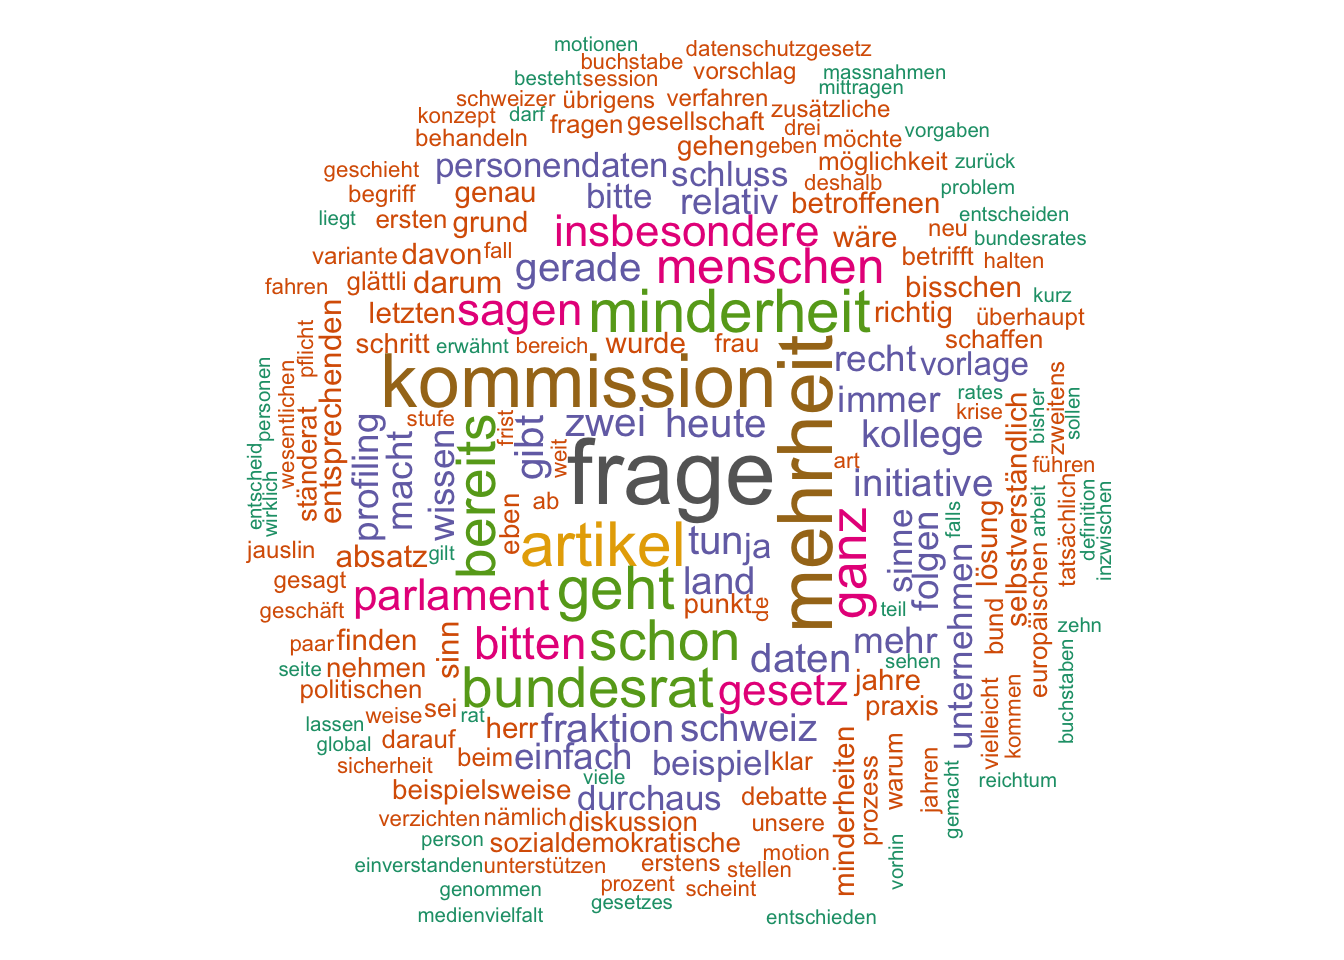 motionen
datenschutzgesetz
buchstabe
besteht
session
vorschlag
massnahmen
mittragen
schweizer
übrigens
verfahren
zusätzliche
konzept
darf
fragen
gesellschaft
drei
möchte
vorgaben
behandeln
gehen
geben
geschieht
personendaten
schluss
möglichkeit
zurück
begriff
genau
bitte
relativ
deshalb
betroffenen
problem
liegt
ersten
grund
insbesondere
wäre
neu
entscheiden
bundesrates
variante
davon
fall
gerade
menschen
betrifft
halten
fahren
glättli
darum
bisschen
kurz
letzten
sagen
minderheit
richtig
überhaupt
schritt
erwähnt
bereich
wurde
frau
schaffen
pflicht
entsprechenden
kommission
mehrheit
recht
vorlage
personen
wesentlichen
immer
rates
krise
zweitens
bisher
sollen
ständerat
profiling
macht
stufe
wissen
bereits
frist
gibt
zwei
heute
weit
kollege
selbstverständlich
entscheid
wirklich
frage
art
führen
initiative
ab
eben
jauslin
absatz
gilt
artikel
tun
ja
ganz
sinne
folgen
falls
lösung
arbeit
tatsächlich
definition
inzwischen
gesagt
parlament
geht
land
punkt
de
teil
unternehmen
bund
europäischen
geschäft
paar
finden
sinn
bitten
schon
daten
mehr
sehen
zehn
seite
nehmen
politischen
bundesrat
gesetz
jahre
praxis
vielleicht
kommen
buchstaben
lassen
weise
sei
rat
global
darauf
herr
fraktion
schweiz
sicherheit
beim
einfach
beispiel
klar
minderheiten
warum
jahren
gemacht
reichtum
viele
beispielsweise
durchaus
debatte
prozess
verzichten
nämlich
diskussion
unsere
person
sozialdemokratische
motion
vorhin
einverstanden
unterstützen
erstens
stellen
genommen
prozent
scheint
gesetzes
medienvielfalt
entschieden